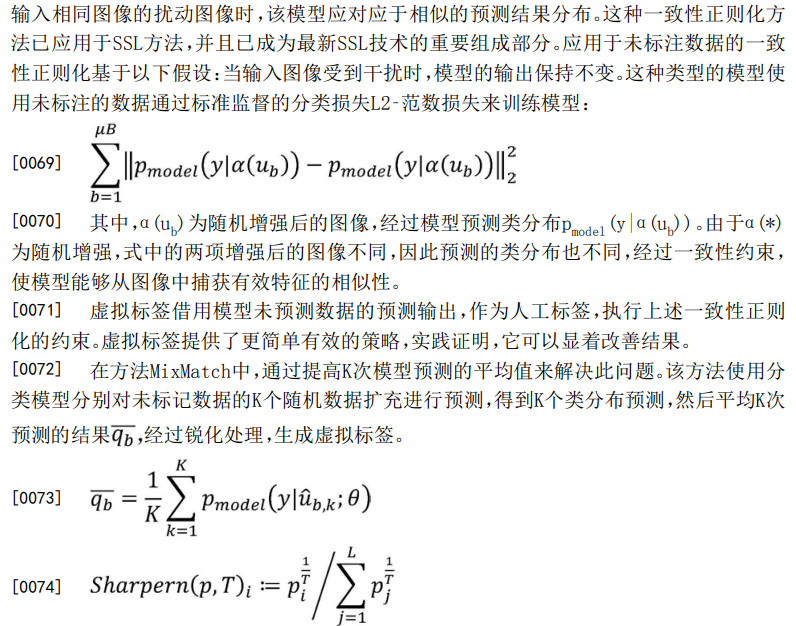 输入相同图像的扰动图像时,该模型应对应于相似的预测结果分布。这种一致性正则化方
法已应用于SSL方法,并且已成为最新SSL技术的重要组成部分。应用于未标注数据的一致
性正则化基于以下假设:当输入图像受到干扰时,模型的输出保持不变。这种类型的模型使
用未标注的数据通过标准监督的分类损失L2-范数损失来训练模型:
[0069] $\sum_{b=1}^{\mu B} \| p_{model}(y|\alpha(u_b)) - p_{model}(y|\alpha(u_b)) \|_2^2$
[0070] 其中,α(u_b)为随机增强后的图像,经过模型预测类分布p_model(y|α(u_b))。由于α(*)
为随机增强,式中的两项增强后的图像不同,因此预测的类分布也不同,经过一致性约束,
使模型能够从图像中捕获有效特征的相似性。
[0071] 虚拟标签借用模型未预测数据的预测输出,作为人工标签,执行上述一致性正则
化的约束。虚拟标签提供了更简单有效的策略,实践证明,它可以显着改善结果。
[0072] 在方法MixMatch中,通过提高K次模型预测的平均值来解决此问题。该方法使用分
类模型分别对未标记数据的K个随机数据扩充进行预测,得到K个类分布预测,然后平均K次
预测的结果$\overline{q_b}$,经过锐化处理,生成虚拟标签。
[0073] $\overline{q_b} = \frac{1}{K} \sum_{k=1}^{K} p_{model}(y|\hat{u}_{b,k};\theta)$
[0074] $Sharpern(p,T)_i := p_i^{\frac{1}{T}} / \sum_{j=1}^{L} p_j^{\frac{1}{T}}$